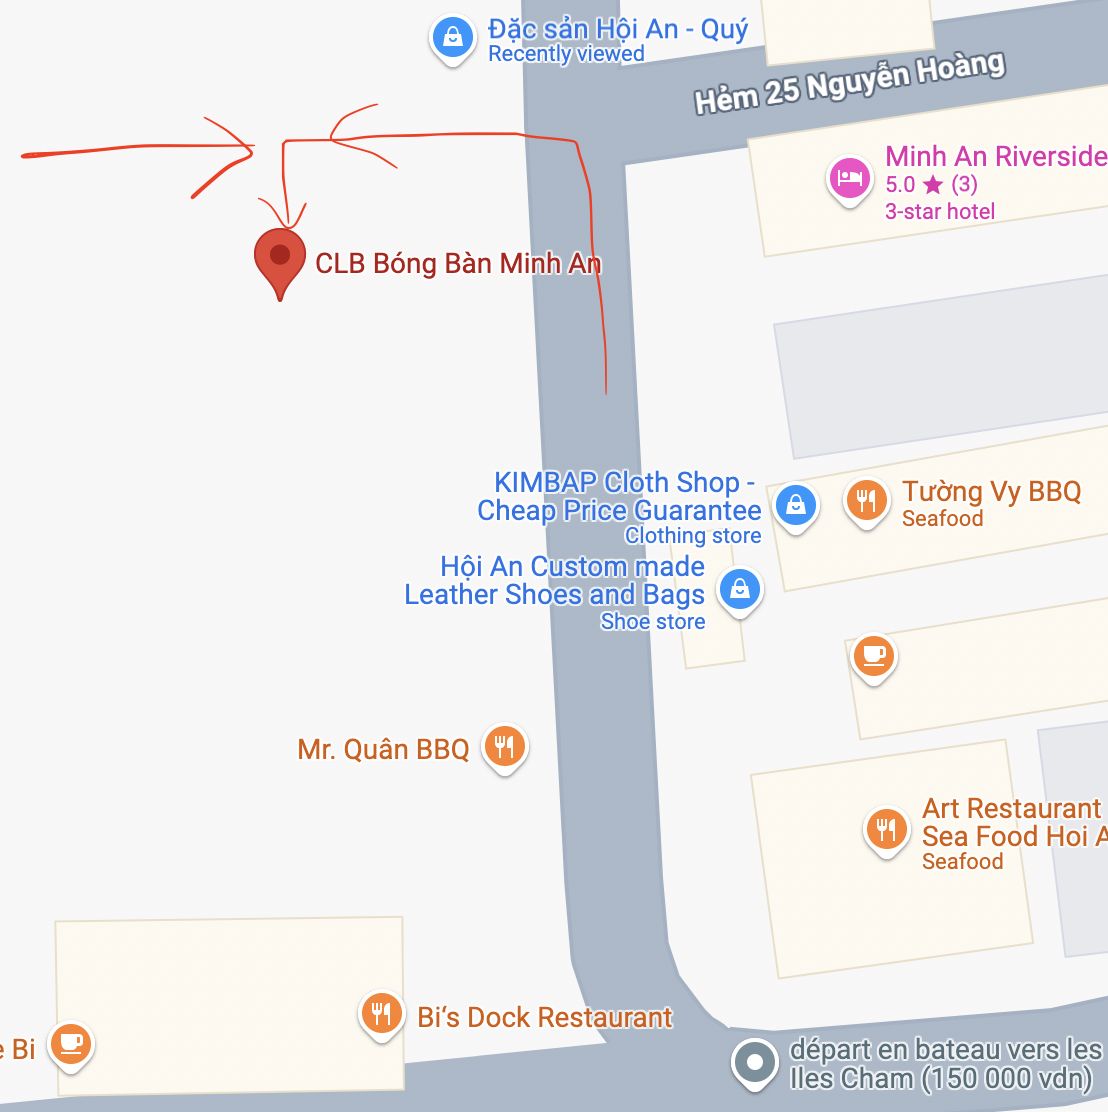 Đặc sản Hội An - Quý
Recently viewed
Hẻm 25 Nguyễn Hoàng
Minh An Riverside
5.0 ★ (3)
3-star hotel
CLB Bóng Bàn Minh An
KIMBAP Cloth Shop -
Cheap Price Guarantee
Clothing store
Tường Vy BBQ
Seafood
Hội An Custom made
Leather Shoes and Bags
Shoe store
Mr. Quân BBQ
Art Restaurant
Sea Food Hoi A
Seafood
Bi's Dock Restaurant
e Bi
départ en bateau vers les
Iles Cham (150 000 vdn)